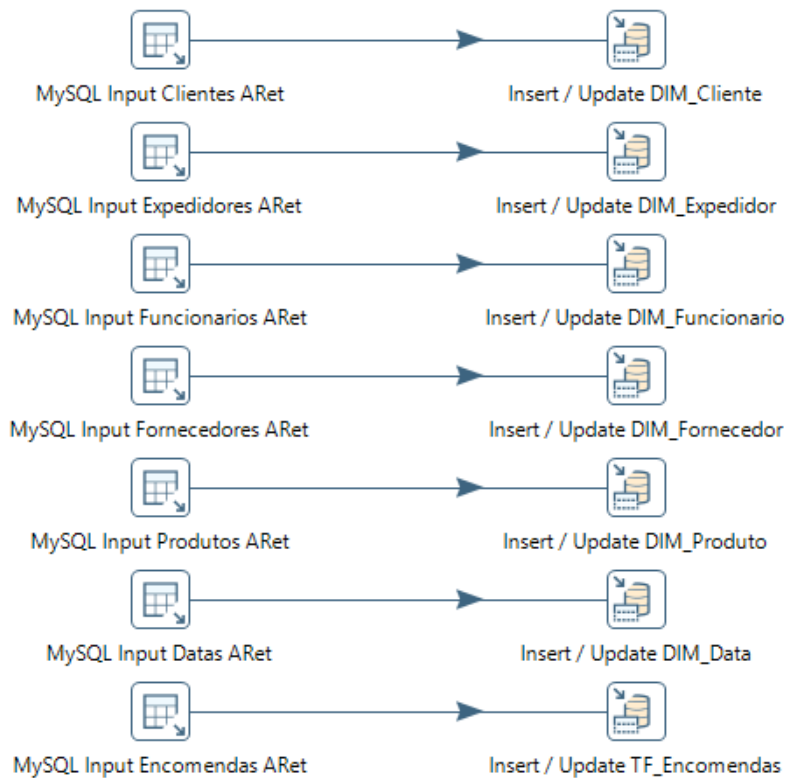 MySQL Input Clientes ARet
Insert / Update DIM_Cliente
MySQL Input Expedidores ARet
Insert / Update DIM_Expedidor
MySQL Input Funcionarios ARet
Insert / Update DIM_Funcionario
MySQL Input Fornecedores ARet
Insert / Update DIM_Fornecedor
MySQL Input Produtos ARet
Insert / Update DIM_Produto
MySQL Input Datas ARet
Insert / Update DIM_Data
MySQL Input Encomendas ARet
Insert / Update TF_Encomendas